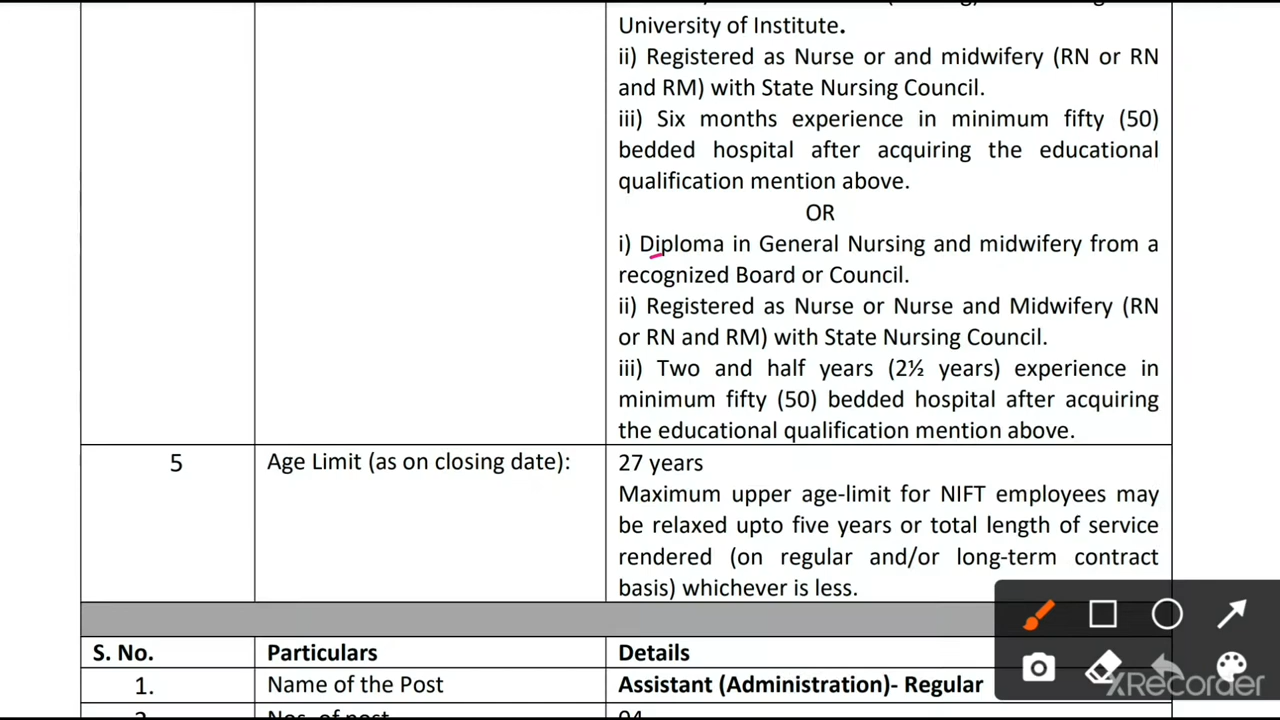 University of Institute.
ii) Registered as Nurse or and midwifery (RN or RN
and RM) with State Nursing Council.
iii) Six months experience in minimum fifty (50)
bedded hospital after acquiring the educational
qualification mention above.
OR
i) Diploma in General Nursing and midwifery from a
recognized Board or Council.
ii) Registered as Nurse or Nurse and Midwifery (RN
or RN and RM) with State Nursing Council.
iii) Two and half years (2½ years) experience in
minimum fifty (50) bedded hospital after acquiring
the educational qualification mention above.
5 Age Limit (as on closing date): 27 years
Maximum upper age-limit for NIFT employees may
be relaxed upto five years or total length of service
rendered (on regular and/or long-term contract
basis) whichever is less.
S. No. Particulars Details
1. Name of the Post Assistant (Administration)- Regular
XRecorder